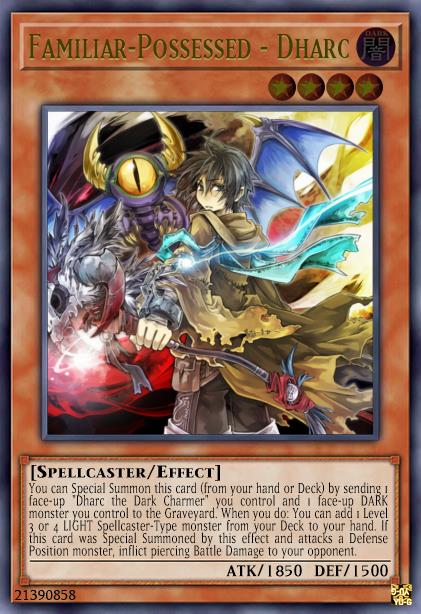 Familiar-Possessed - Dharc
DARK
闇
[Spellcaster/Effect]
You can Special Summon this card (from your hand or Deck) by sending 1
face-up "Dharc the Dark Charmer" you control and 1 face-up DARK
monster you control to the Graveyard. When you do: You can add 1 Level
3 or 4 LIGHT Spellcaster-Type monster from your Deck to your hand. If
this card was Special Summoned by this effect and attacks a Defense
Position monster, inflict piercing Battle Damage to your opponent.
ATK/1850 DEF/1500
21390858